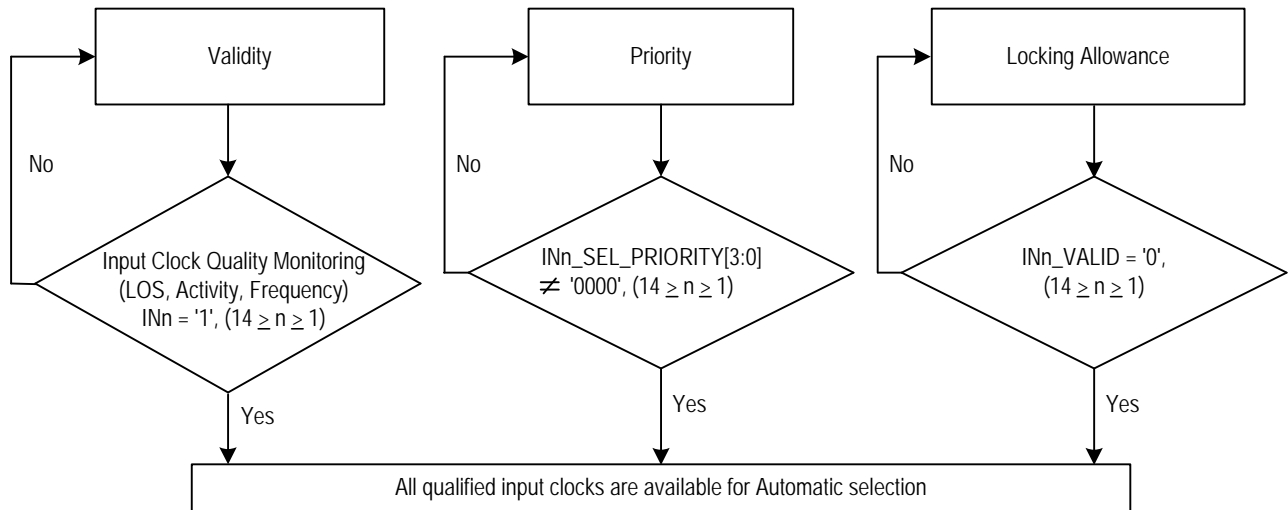 Validity
Priority
Locking Allowance
No
No
No
Input Clock Quality Monitoring
(LOS, Activity, Frequency)
INn = '1', (14 ≥ n ≥ 1)
INn_SEL_PRIORITY[3:0]
≠ '0000', (14 ≥ n ≥ 1)
INn_VALID = '0',
(14 ≥ n ≥ 1)
Yes
Yes
Yes
All qualified input clocks are available for Automatic selection